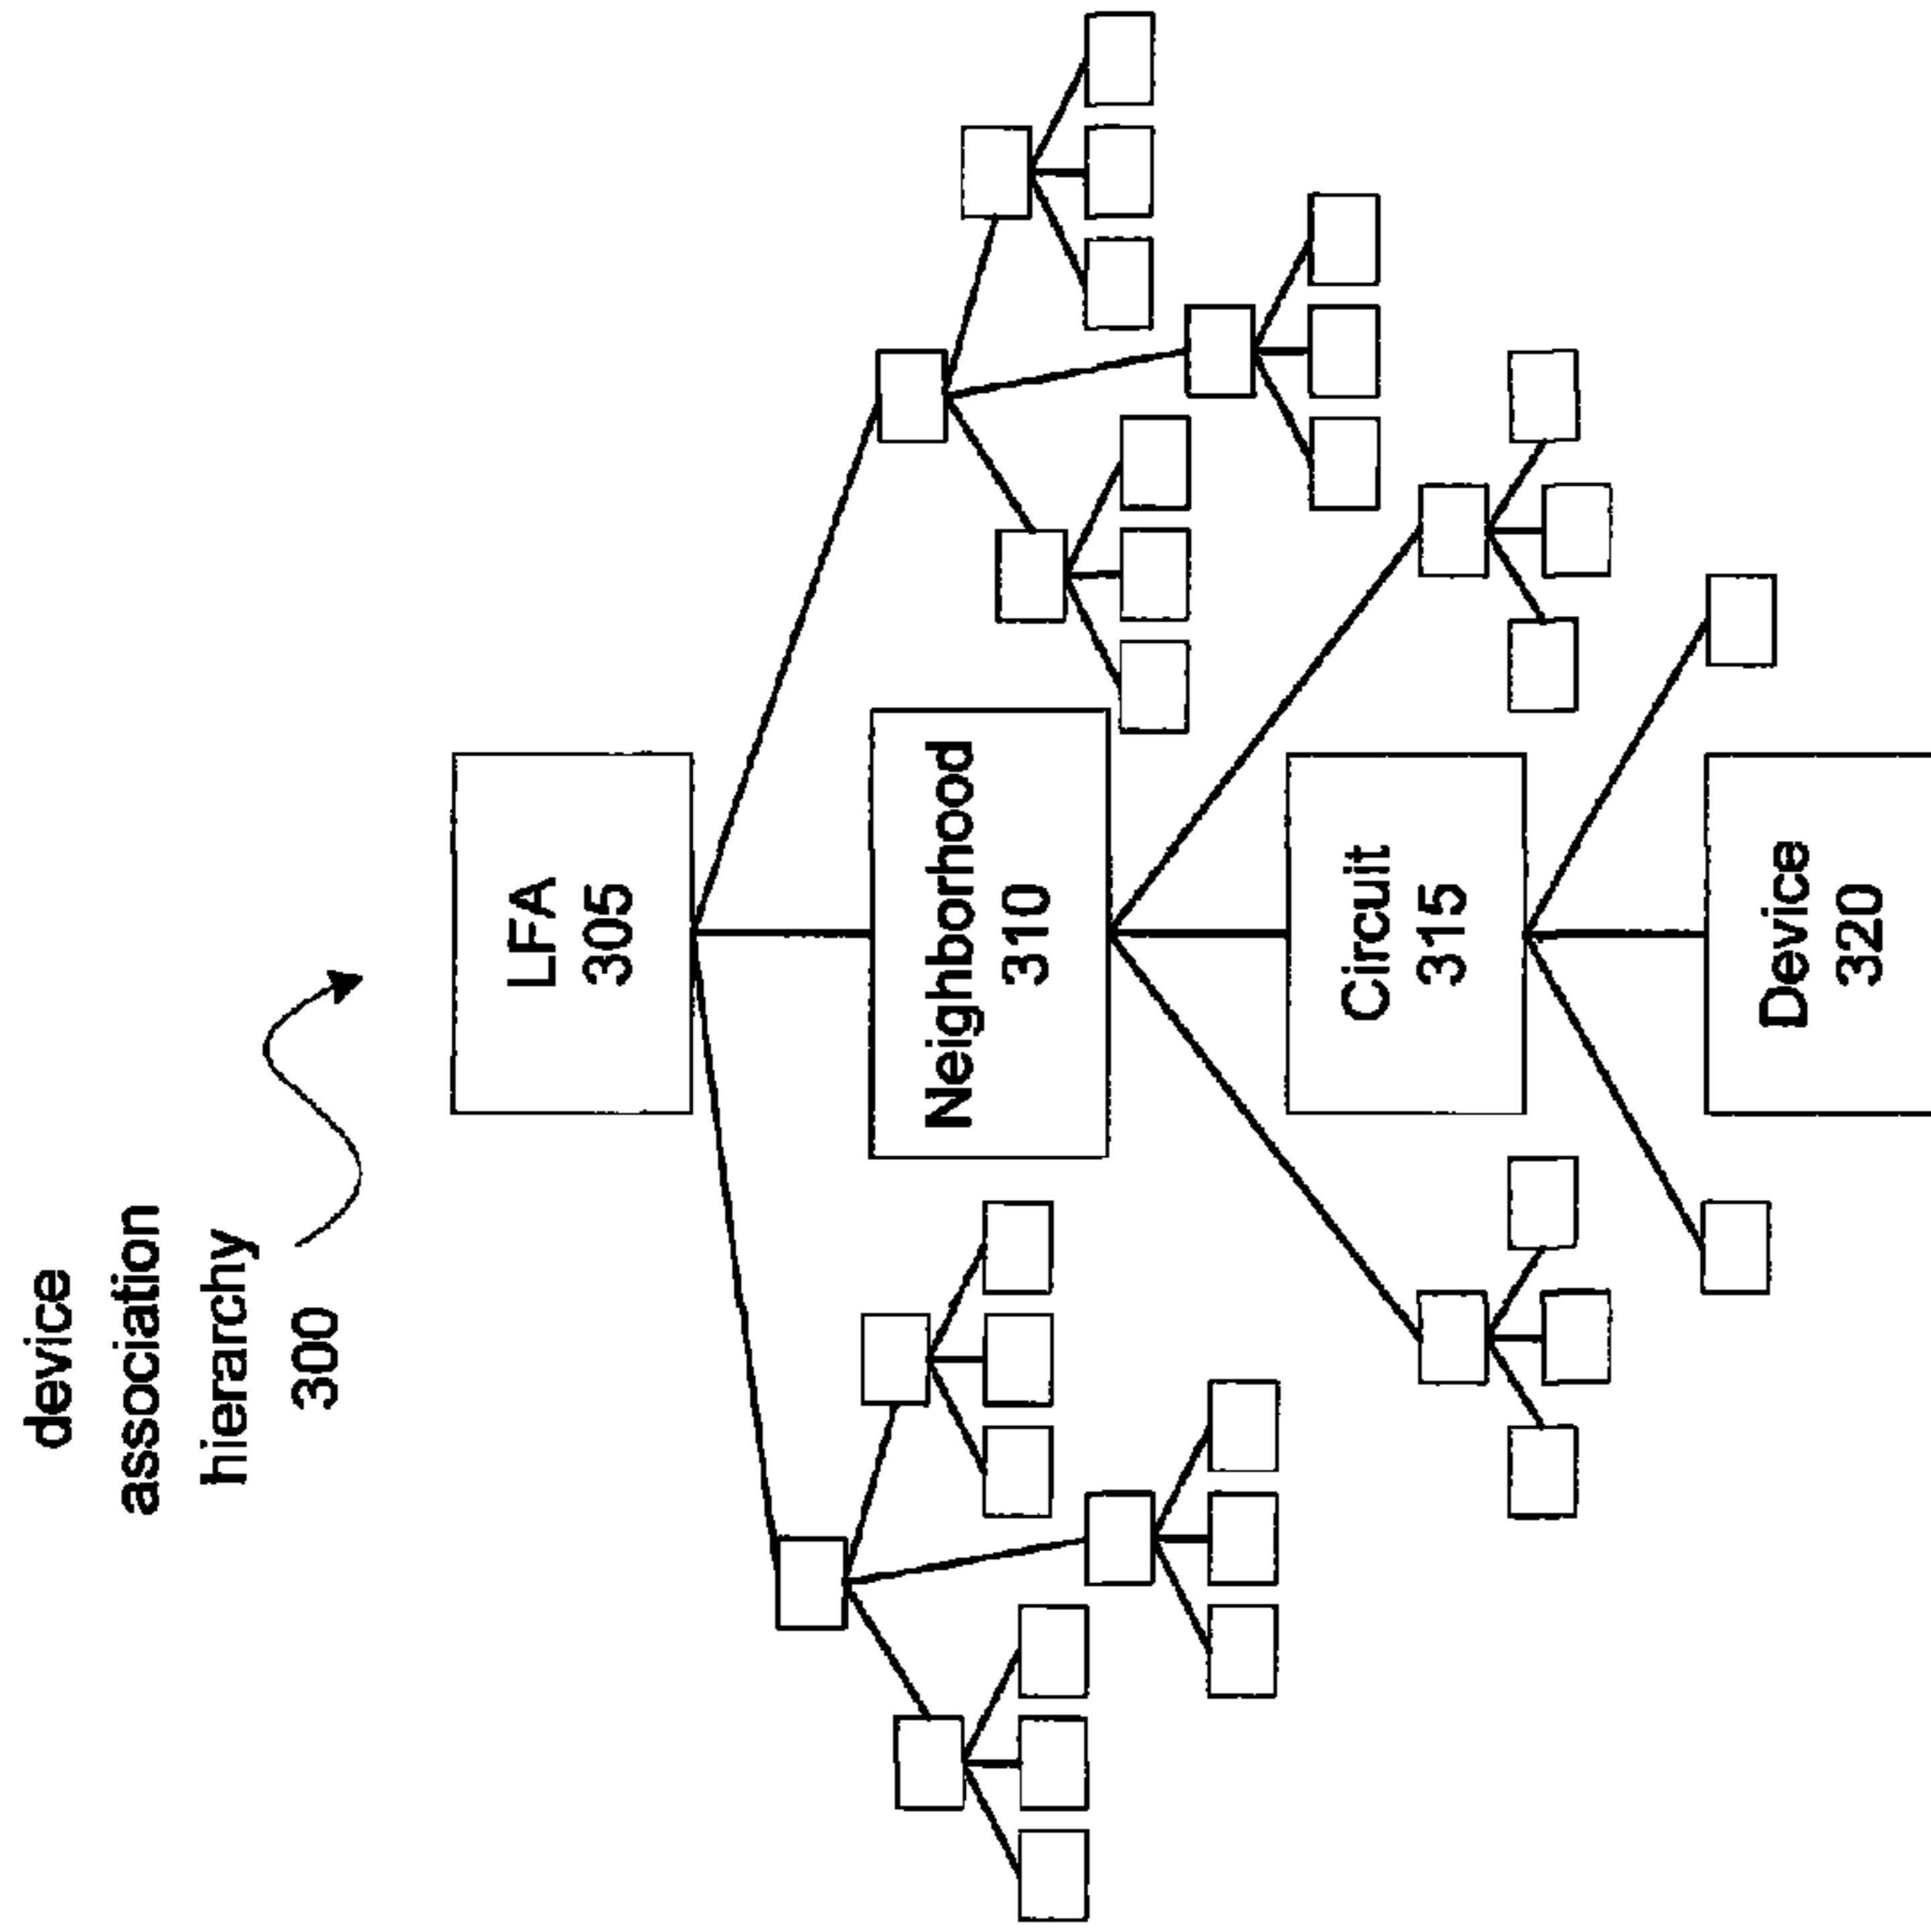 device
association
hierarchy
300
LFA
305
Neighborhood
310
Circuit
315
Device
320